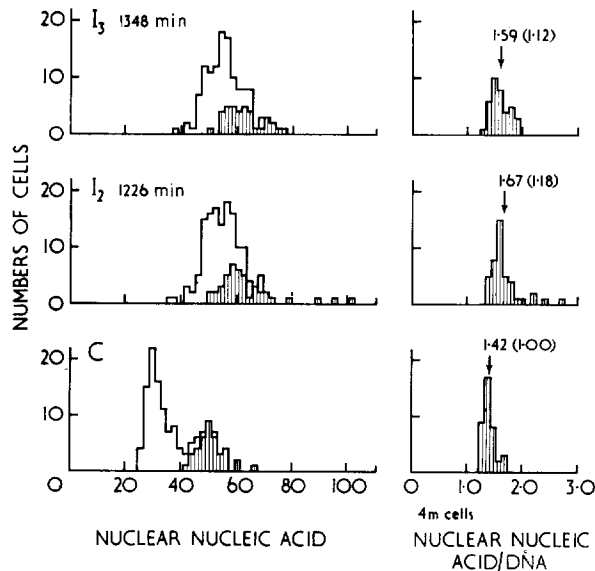 I₃ 1348 min
20
10
0
1·59 (1·12)
I₂ 1226 min
20
10
0
1·67 (1·18)
C
20
10
0
1·42 (1·00)
NUMBERS OF CELLS
0 20 40 60 80 100
0 1·0 2·0 3·0
4m cells
NUCLEAR NUCLEIC ACID
NUCLEAR NUCLEIC
ACID/DNA